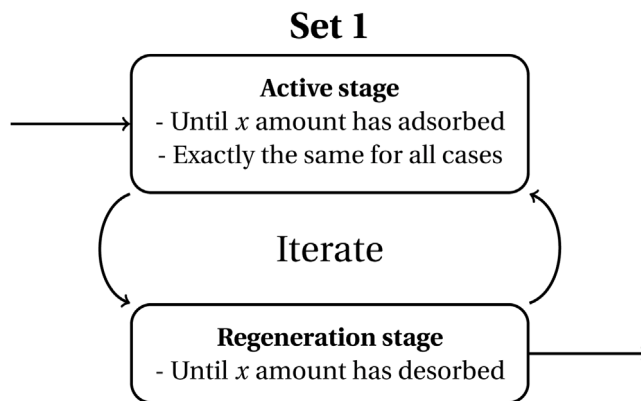 Set 1
Active stage
- Until x amount has adsorbed
- Exactly the same for all cases
Iterate
Regeneration stage
- Until x amount has desorbed